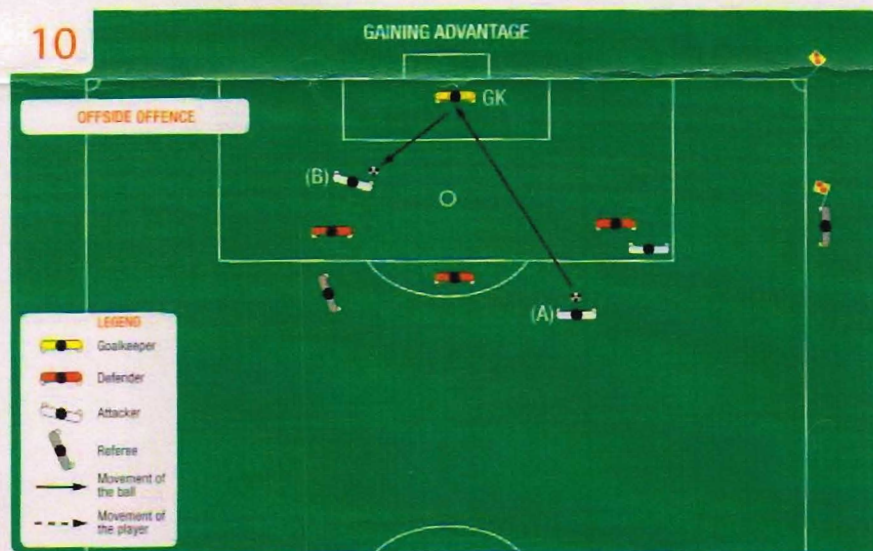 10
GAINING ADVANTAGE
OFFSIDE OFFENCE
GK
(B)
(A)
LEGEND
Goalkeeper
Defender
Attacker
Referee
Movement of
the ball
Movement of
the player